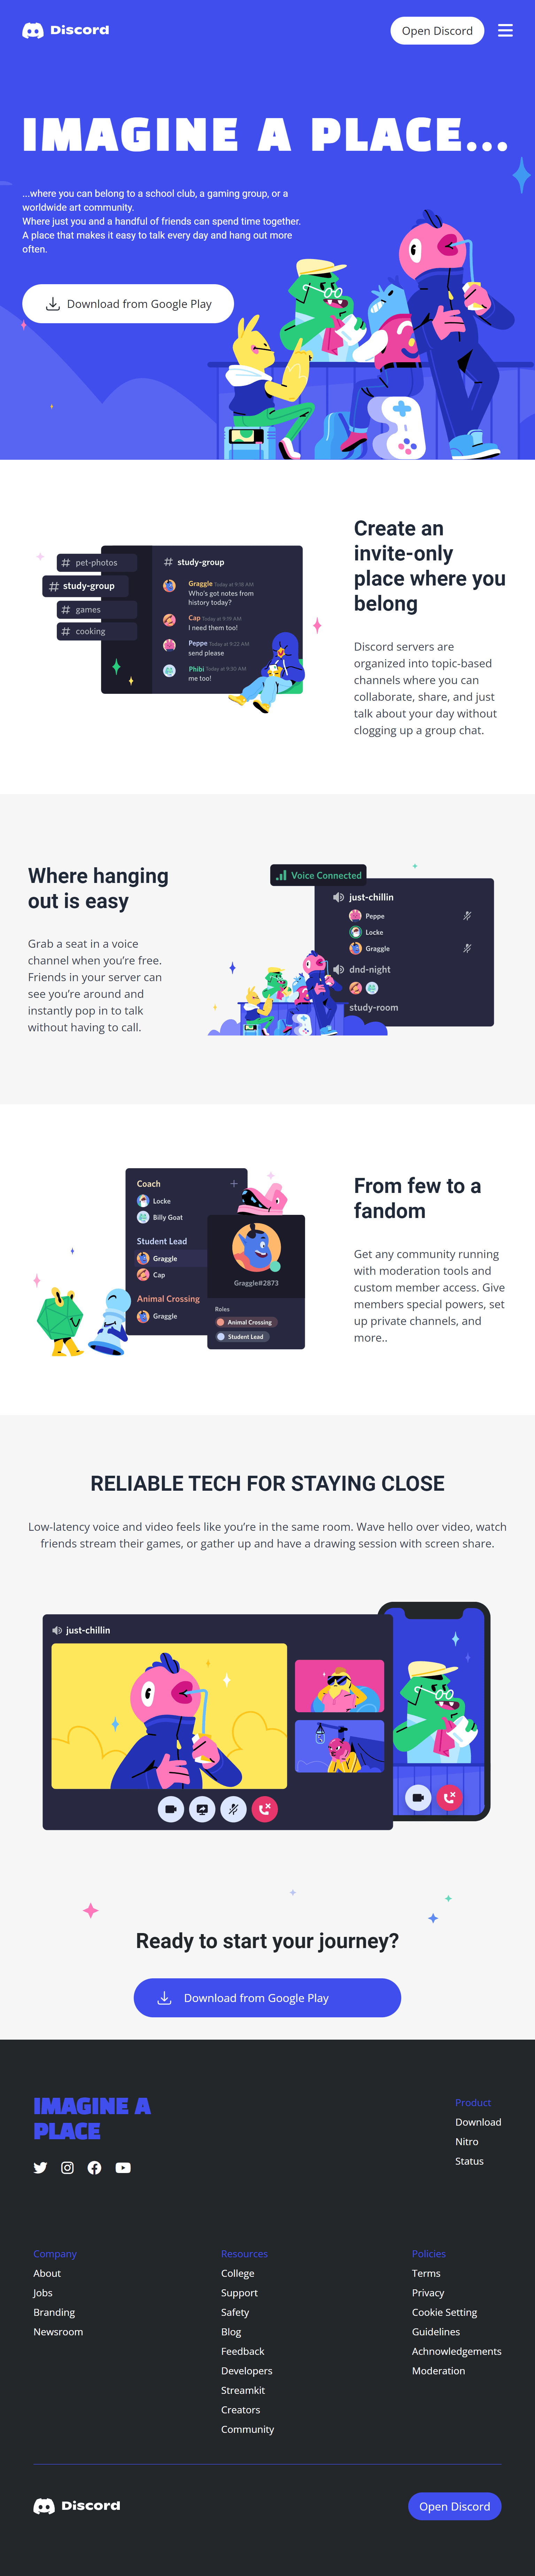 Discord
Open Discord
IMAGINE A PLACE...
...where you can belong to a school club, a gaming group, or a
worldwide art community.
Where just you and a handful of friends can spend time together.
A place that makes it easy to talk every day and hang out more
often.
Download from Google Play
# pet-photos
# study-group
# games
# cooking
# study-group
Graggle Today at 9:18 AM
Who's got notes from
history today?
Cap Today at 9:19 AM
I need them too!
Peppe Today at 9:22 AM
send please
Phibi Today at 9:20 AM
me too!
Create an
invite-only
place where you
belong
Discord servers are
organized into topic-based
channels where you can
collaborate, share, and just
talk about your day without
clogging up a group chat.
Where hanging
out is easy
Grab a seat in a voice
channel when you're free.
Friends in your server can
see you're around and
instantly pop in to talk
without having to call.
Voice Connected
just-chillin
Peppe
Locke
Graggle
dnd-night
study-room
Coach
Locke
Billy Goat
Student Lead
Graggle
Cap
Animal Crossing
Graggle
Graggle#2873
Roles
Animal Crossing
Student Lead
From few to a
fandom
Get any community running
with moderation tools and
custom member access. Give
members special powers, set
up private channels, and
more..
RELIABLE TECH FOR STAYING CLOSE
Low-latency voice and video feels like you're in the same room. Wave hello over video, watch
friends stream their games, or gather up and have a drawing session with screen share.
just-chillin
Ready to start your journey?
Download from Google Play
IMAGINE A
PLACE
Product
Download
Nitro
Status
Company
About
Jobs
Branding
Newsroom
Resources
College
Support
Safety
Blog
Feedback
Developers
Streamkit
Creators
Community
Policies
Terms
Privacy
Cookie Setting
Guidelines
Achnowledgements
Moderation
Discord
Open Discord